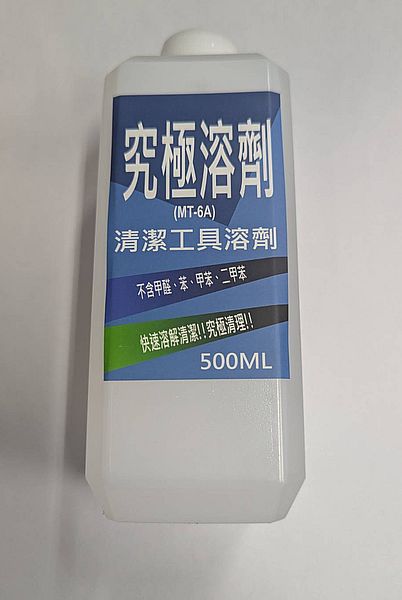 究極溶劑
(MT-6A)
清潔工具溶劑
不含甲醛、苯、甲苯、二甲苯
快速溶解清潔!!究極清理!!
500ML